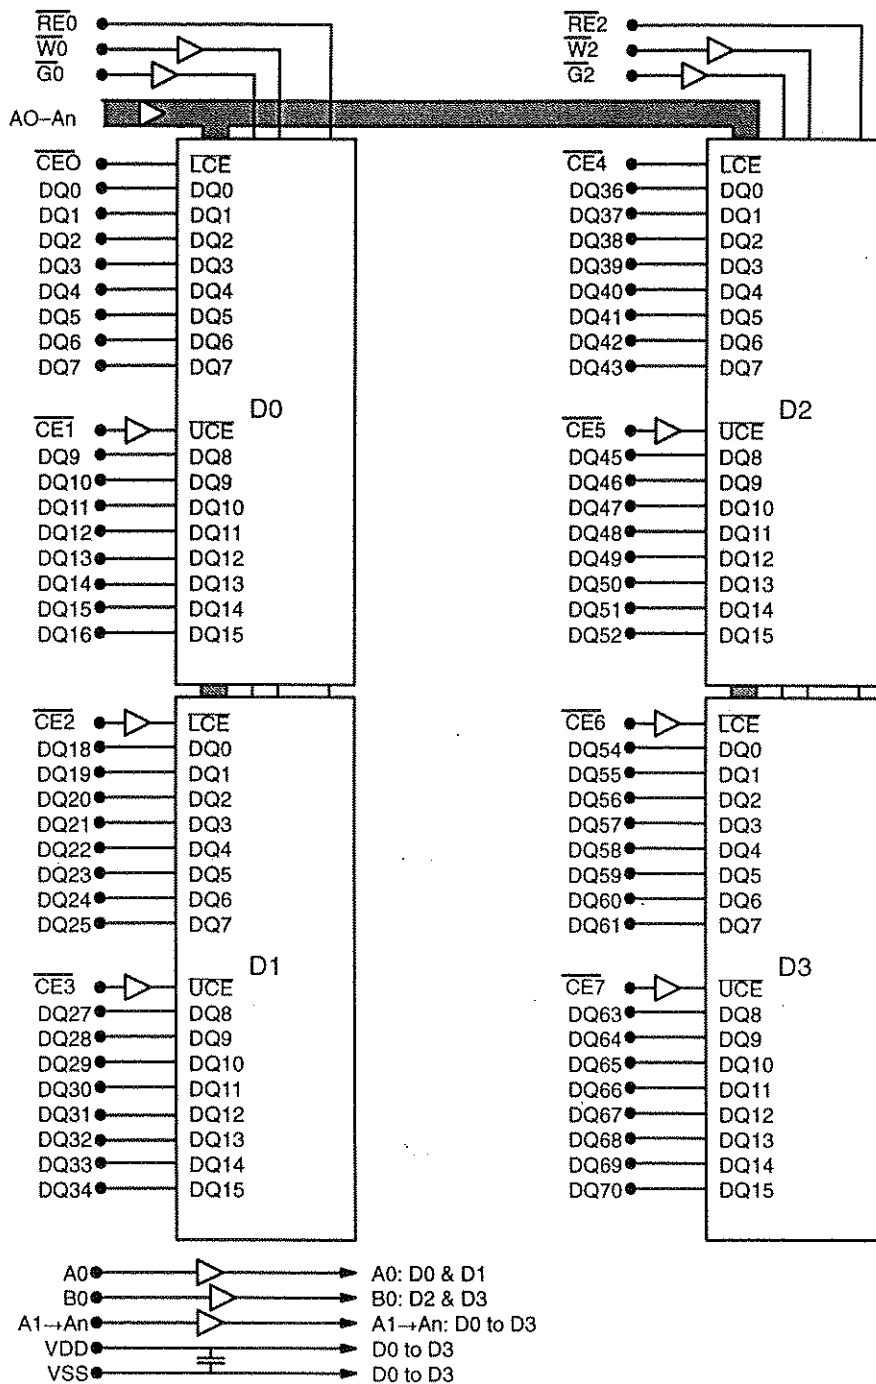 RE0
W0
G0
AO–An
CEO LCE
DQ0 DQ0
DQ1 DQ1
DQ2 DQ2
DQ3 DQ3
DQ4 DQ4
DQ5 DQ5
DQ6 DQ6
DQ7 DQ7
D0
CE1 UCE
DQ9 DQ8
DQ10 DQ9
DQ11 DQ10
DQ12 DQ11
DQ13 DQ12
DQ14 DQ13
DQ15 DQ14
DQ16 DQ15
CE2 LCE
DQ18 DQ0
DQ19 DQ1
DQ20 DQ2
DQ21 DQ3
DQ22 DQ4
DQ23 DQ5
DQ24 DQ6
DQ25 DQ7
D1
CE3 UCE
DQ27 DQ8
DQ28 DQ9
DQ29 DQ10
DQ30 DQ11
DQ31 DQ12
DQ32 DQ13
DQ33 DQ14
DQ34 DQ15
RE2
W2
G2
CE4 LCE
DQ36 DQ0
DQ37 DQ1
DQ38 DQ2
DQ39 DQ3
DQ40 DQ4
DQ41 DQ5
DQ42 DQ6
DQ43 DQ7
D2
CE5 UCE
DQ45 DQ8
DQ46 DQ9
DQ47 DQ10
DQ48 DQ11
DQ49 DQ12
DQ50 DQ13
DQ51 DQ14
DQ52 DQ15
CE6 LCE
DQ54 DQ0
DQ55 DQ1
DQ56 DQ2
DQ57 DQ3
DQ58 DQ4
DQ59 DQ5
DQ60 DQ6
DQ61 DQ7
D3
CE7 UCE
DQ63 DQ8
DQ64 DQ9
DQ65 DQ10
DQ66 DQ11
DQ67 DQ12
DQ68 DQ13
DQ69 DQ14
DQ70 DQ15
A0 A0: D0 & D1
B0 B0: D2 & D3
A1→An A1→An: D0 to D3
VDD D0 to D3
VSS D0 to D3